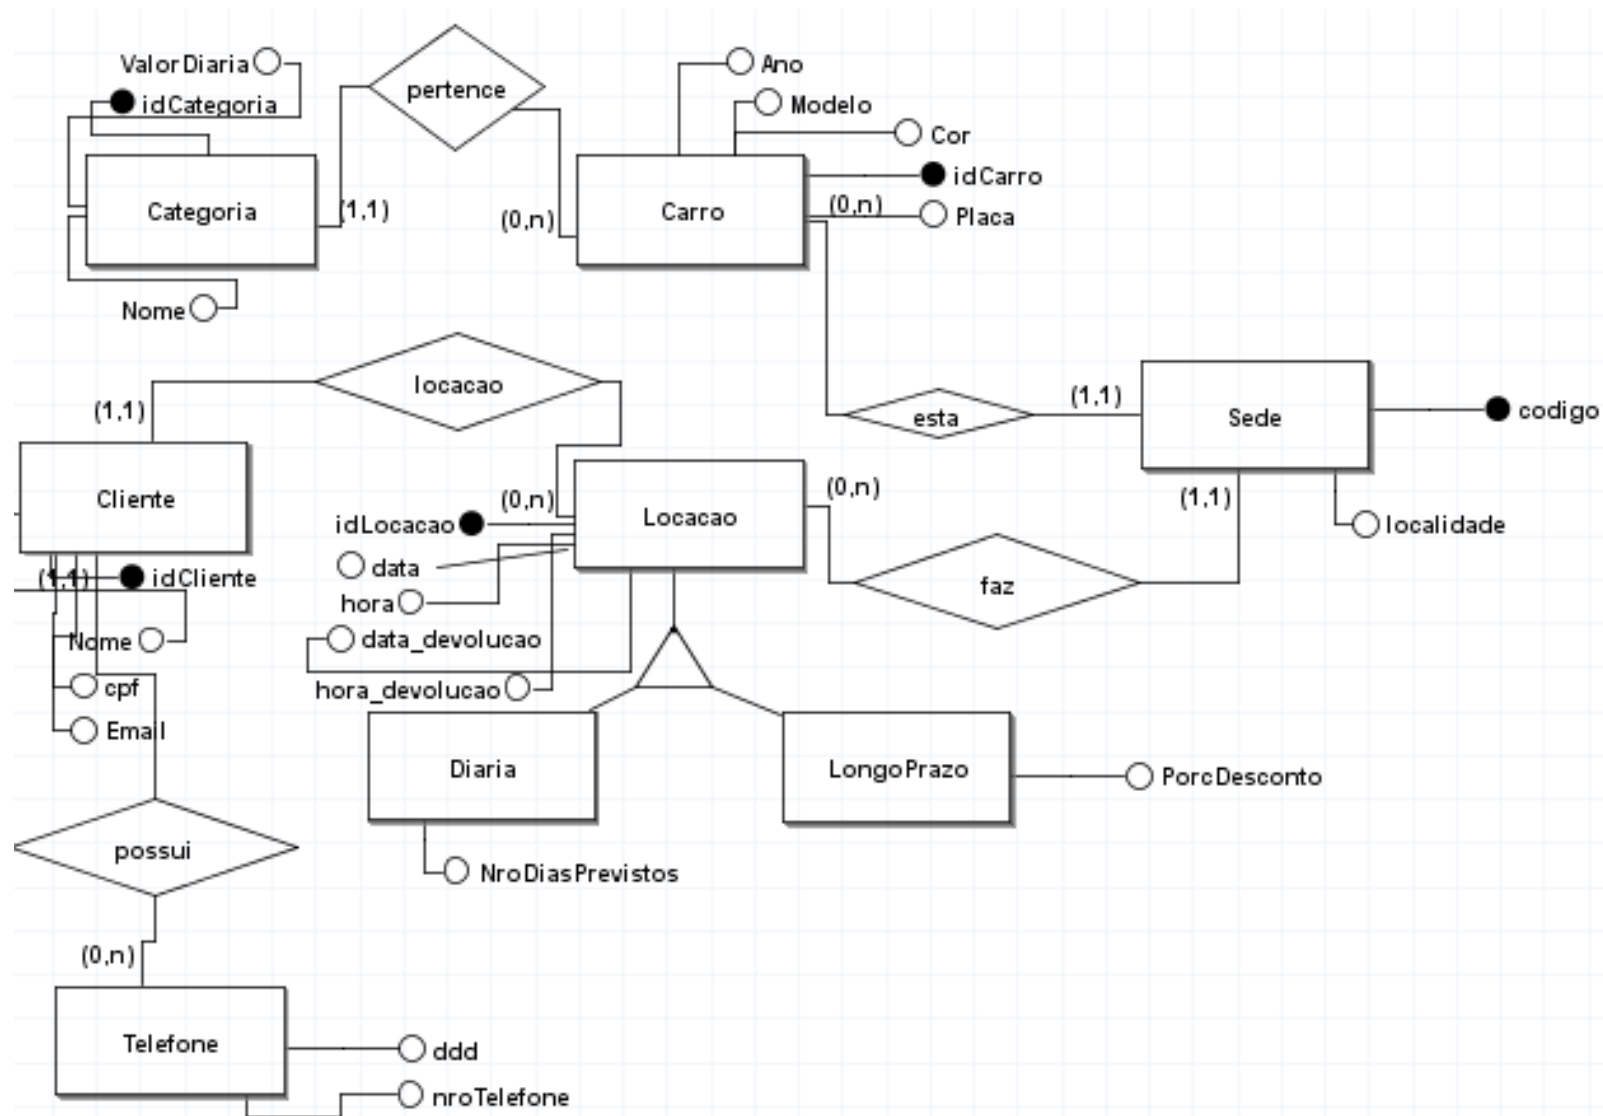 ValorDiaria
idCategoria
Categoria
(1,1)
Nome
pertence
(0,n)
Ano
Modelo
Cor
idCarro
(0,n)
Placa
Carro
locacao
(1,1)
Cliente
(1,1)
idCliente
Nome
cpf
Email
possui
(0,n)
Telefone
ddd
nroTelefone
(0,n)
Locacao
idLocacao
data
hora
data_devolucao
hora_devolucao
(0,n)
esta
(1,1)
Sede
codigo
(1,1)
localidade
faz
Diaria
NroDiasPrevistos
LongoPrazo
PorcDesconto